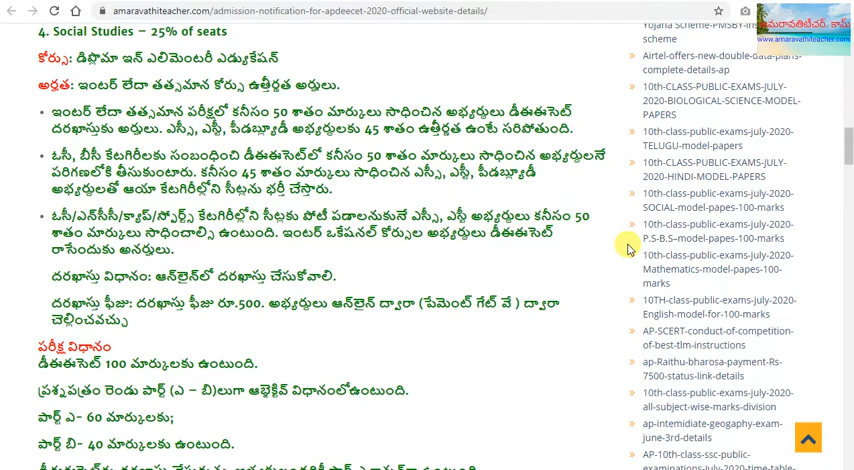 amaravathiteacher.com/admission-notification-for-apdeecet-2020-official-website-details/
అమరావతిటీచర్. కామ్
www.amaravathiteacher.com
4. Social Studies – 25% of seats
కోర్సు: డిప్లొమా ఇన్ ఎలిమెంటరీ ఎడ్యుకేషన్
అర్హత: ఇంటర్ లేదా తత్సమాన కోర్సు ఉత్తీర్ణత అర్హులు.
• ఇంటర్ లేదా తత్సమాన పరీక్షలో కనీసం 50 శాతం మార్కులు సాధించిన అభ్యర్థులు డీఈఈసెట్
దరఖాస్తుకు అర్హులు. ఎస్సీ, ఎస్టీ, పీడబ్ల్యూడీ అభ్యర్థులకు 45 శాతం ఉత్తీర్ణత ఉంటే సరిపోతుంది.
• ఓసీ, బీసీ కేటగిరీలకు సంబంధించి డీఈఈసెట్‌లో కనీసం 50 శాతం మార్కులు సాధించిన అభ్యర్థులనే
పరిగణలోకి తీసుకుంటారు. కనీసం 45 శాతం మార్కులు సాధించిన ఎస్సీ, ఎస్టీ, పీడబ్ల్యూడీ
అభ్యర్థులతో ఆయా కేటగిరీల్లోని సీట్లను భర్తీ చేస్తారు.
• ఓసీ/ఎన్‌సీసీ/క్యాప్/స్పోర్ట్స్ కేటగిరీల్లోని సీట్లకు పోటీ పడాలనుకునే ఎస్సీ, ఎస్టీ అభ్యర్థులు కనీసం 50
శాతం మార్కులు సాధించాల్సి ఉంటుంది. ఇంటర్ ఒకేషనల్ కోర్సుల అభ్యర్థులు డీఈఈసెట్
రాసేందుకు అనర్హులు.
దరఖాస్తు విధానం: ఆన్‌లైన్‌లో దరఖాస్తు చేసుకోవాలి.
దరఖాస్తు ఫీజు: దరఖాస్తు ఫీజు రూ.500. అభ్యర్థులు ఆన్‌లైన్ ద్వారా (పేమెంట్ గేట్ వే ) ద్వారా
చెల్లించవచ్చు
పరీక్ష విధానం
డీఈఈసెట్ 100 మార్కులకు ఉంటుంది.
ప్రశ్నపత్రం రెండు పార్ట్ (ఎ – బి)లుగా ఆబ్జెక్టివ్ విధానంలోఉంటుంది.
పార్ట్ ఎ- 60 మార్కులకు;
పార్ట్ బి- 40 మార్కులకు ఉంటుంది.
Yojana Scheme-PMSBY-
scheme
Airtel-offers-new-double-data-plans-
complete-details-ap
10th-CLASS-PUBLIC-EXAMS-JULY-
2020-BIOLOGICAL-SCIENCE-MODEL-
PAPERS
10th-class-public-exams-july-2020-
TELUGU-model-papers
10th-CLASS-PUBLIC-EXAMS-JULY-
2020-HINDI-MODEL-PAPERS
10th-class-public-exams-july-2020-
SOCIAL-model-papes-100-marks
10th-class-public-exams-july-2020-
P.S-B.S–model-papes-100-marks
10th-class-public-exams-july-2020-
Mathematics-model-papes-100-
marks
10TH-class-public-exams-july-2020-
English-model-for-100-marks
AP-SCERT-conduct-of-competition-
of-best-tlm-instructions
ap-Raithu-bharosa-payment-Rs-
7500-status-link-details
10th-class-public-exams-july-2020-
all-subject-wise-marks-division
ap-intemidiate-geogaphy-exam-
june-3rd-details
AP-10th-class-ssc-public-
examinations-july-2020-time-table-